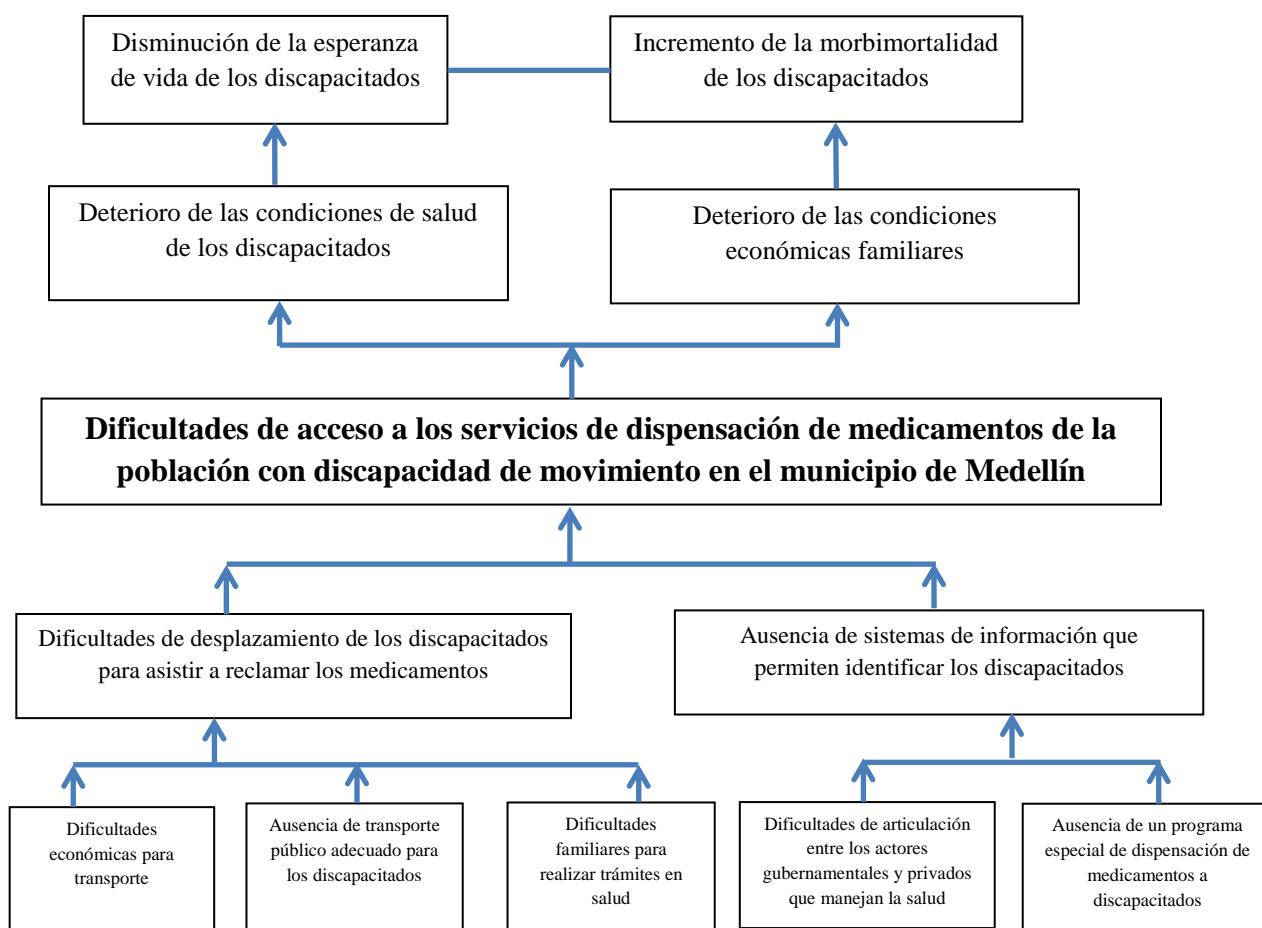 Disminución de la esperanza
de vida de los discapacitados
Incremento de la morbimortalidad
de los discapacitados
Deterioro de las condiciones de salud
de los discapacitados
Deterioro de las condiciones
económicas familiares
Dificultades de acceso a los servicios de dispensación de medicamentos de la
población con discapacidad de movimiento en el municipio de Medellín
Dificultades de desplazamiento de los discapacitados
para asistir a reclamar los medicamentos
Ausencia de sistemas de información que
permiten identificar los discapacitados
Dificultades
económicas para
transporte
Ausencia de transporte
público adecuado para
los discapacitados
Dificultades
familiares para
realizar trámites en
salud
Dificultades de articulación
entre los actores
gubernamentales y privados
que manejan la salud
Ausencia de un programa
especial de dispensación de
medicamentos a
discapacitados